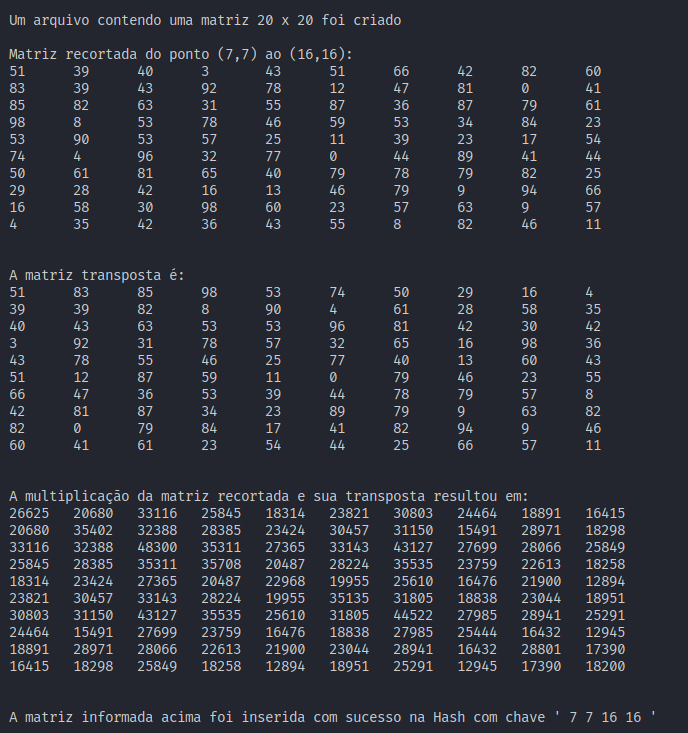 Um arquivo contendo uma matriz 20 x 20 foi criado
Matriz recortada do ponto (7,7) ao (16,16):
51 39 40 3 43 51 66 42 82 60
83 39 43 92 78 12 47 81 0 41
85 82 63 31 55 87 36 87 79 61
98 8 53 78 46 59 53 34 84 23
53 90 53 57 25 11 39 23 17 54
74 4 96 32 77 0 44 89 41 44
50 61 81 65 40 79 78 79 82 25
29 28 42 16 13 46 79 9 94 66
16 58 30 98 60 23 57 63 9 57
4 35 42 36 43 55 8 82 46 11
A matriz transposta é:
51 83 85 98 53 74 50 29 16 4
39 39 82 8 90 4 61 28 58 35
40 43 63 53 53 96 81 42 30 42
3 92 31 78 57 32 65 16 98 36
43 78 55 46 25 77 40 13 60 43
51 12 87 59 11 0 79 46 23 55
66 47 36 53 39 44 78 79 57 8
42 81 87 34 23 89 79 9 63 82
82 0 79 84 17 41 82 94 9 46
60 41 61 23 54 44 25 66 57 11
A multiplicação da matriz recortada e sua transposta resultou em:
26625 20680 33116 25845 18314 23821 30803 24464 18891 16415
20680 35402 32388 28385 23424 30457 31150 15491 28971 18298
33116 32388 48300 35311 27365 33143 43127 27699 28066 25849
25845 28385 35311 35708 20487 28224 35535 23759 22613 18258
18314 23424 27365 20487 22968 19955 25610 16476 21900 12894
23821 30457 33143 28224 19955 35135 31805 18838 23044 18951
30803 31150 43127 35535 25610 31805 44522 27985 28941 25291
24464 15491 27699 23759 16476 18838 27985 25444 16432 12945
18891 28971 28066 22613 21900 23044 28941 16432 28801 17390
16415 18298 25849 18258 12894 18951 25291 12945 17390 18200
A matriz informada acima foi inserida com sucesso na Hash com chave ' 7 7 16 16 '